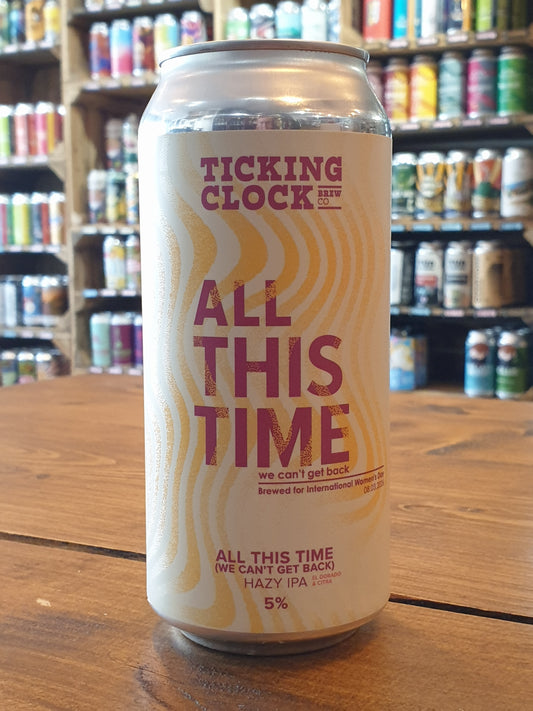 TICKING
CLOCK BREW CO.
ALL
THIS
TIME
we can't get back
Brewed for International Women's Day
ALL THIS TIME
(WE CAN'T GET BACK)
HAZY IPA EL DORADO & CITRA
5%